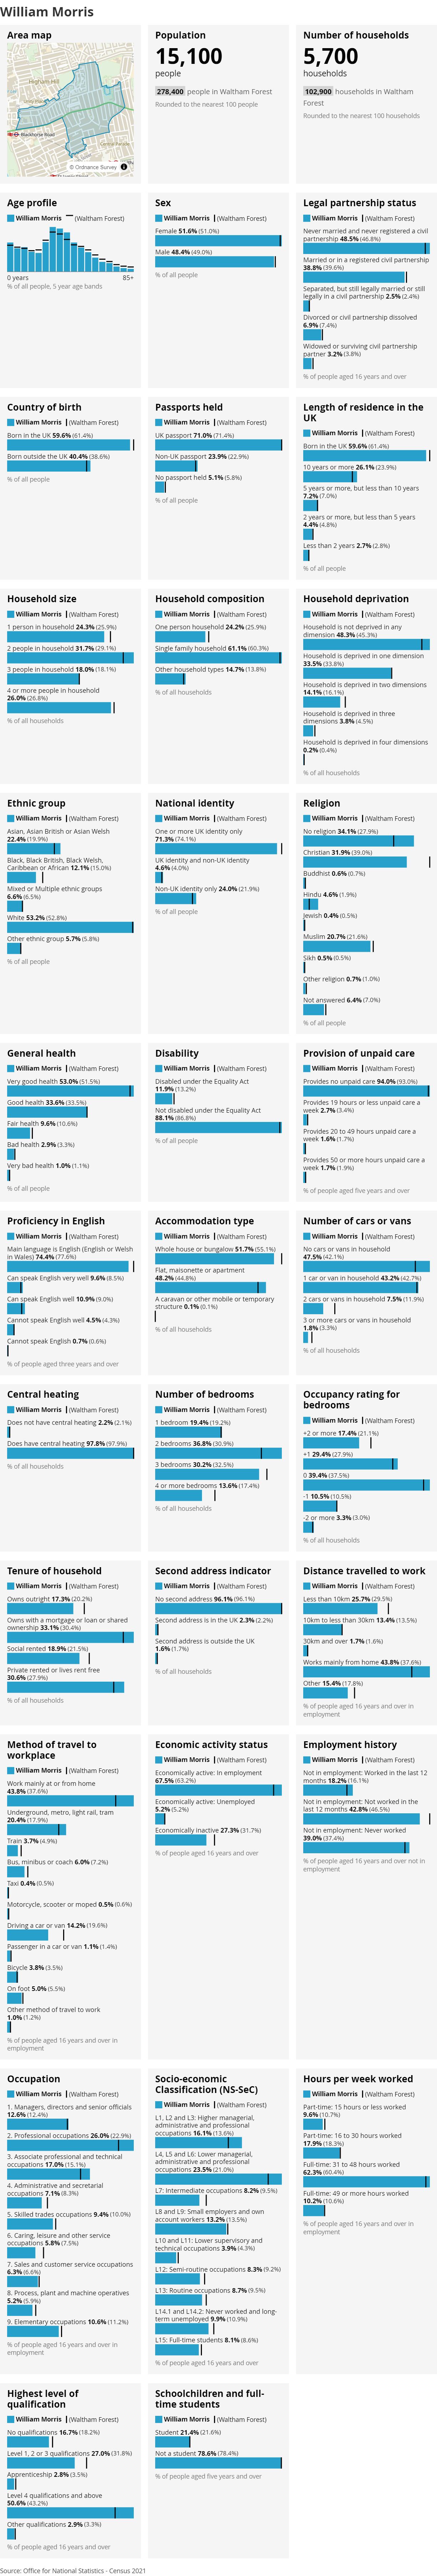 William Morris
Area map
Higham Hill
Blackhorse Road
© Ordnance Survey
Population
15,100
people
278,400 people in Waltham Forest
Rounded to the nearest 100 people
Number of households
5,700
households
102,900 households in Waltham
Forest
Rounded to the nearest 100 households
Age profile
William Morris (Waltham Forest)
0 years 85+
% of all people, 5 year age bands
Sex
William Morris (Waltham Forest)
Female 51.6% (51.0%)
Male 48.4% (49.0%)
% of all people
Legal partnership status
William Morris (Waltham Forest)
Never married and never registered a civil
partnership 48.5% (46.8%)
Married or in a registered civil partnership
38.8% (39.6%)
Separated, but still legally married or still
legally in a civil partnership 2.5% (2.4%)
Divorced or civil partnership dissolved
6.9% (7.4%)
Widowed or surviving civil partnership
partner 3.2% (3.8%)
% of people aged 16 years and over
Country of birth
William Morris (Waltham Forest)
Born in the UK 59.6% (61.4%)
Born outside the UK 40.4% (38.6%)
% of all people
Passports held
William Morris (Waltham Forest)
UK passport 71.0% (71.4%)
Non-UK passport 23.9% (22.9%)
No passport held 5.1% (5.8%)
% of all people
Length of residence in the
UK
William Morris (Waltham Forest)
Born in the UK 59.6% (61.4%)
10 years or more 26.1% (23.9%)
5 years or more, but less than 10 years
7.2% (7.0%)
2 years or more, but less than 5 years
4.4% (4.8%)
Less than 2 years 2.7% (2.8%)
% of all people
Household size
William Morris (Waltham Forest)
1 person in household 24.3% (25.9%)
2 people in household 31.7% (29.1%)
3 people in household 18.0% (18.1%)
4 or more people in household
26.0% (26.8%)
% of all households
Household composition
William Morris (Waltham Forest)
One person household 24.2% (25.9%)
Single family household 61.1% (60.3%)
Other household types 14.7% (13.8%)
% of all households
Household deprivation
William Morris (Waltham Forest)
Household is not deprived in any
dimension 48.3% (45.3%)
Household is deprived in one dimension
33.5% (33.8%)
Household is deprived in two dimensions
14.1% (16.1%)
Household is deprived in three
dimensions 3.8% (4.5%)
Household is deprived in four dimensions
0.2% (0.4%)
% of all households
Ethnic group
William Morris (Waltham Forest)
Asian, Asian British or Asian Welsh
22.4% (19.9%)
Black, Black British, Black Welsh,
Caribbean or African 12.1% (15.0%)
Mixed or Multiple ethnic groups
6.6% (6.5%)
White 53.2% (52.8%)
Other ethnic group 5.7% (5.8%)
% of all people
National identity
William Morris (Waltham Forest)
One or more UK identity only
71.3% (74.1%)
UK identity and non-UK identity
4.6% (4.0%)
Non-UK identity only 24.0% (21.9%)
% of all people
Religion
William Morris (Waltham Forest)
No religion 34.1% (27.9%)
Christian 31.9% (39.0%)
Buddhist 0.6% (0.7%)
Hindu 4.6% (1.9%)
Jewish 0.4% (0.5%)
Muslim 20.7% (21.6%)
Sikh 0.5% (0.5%)
Other religion 0.7% (1.0%)
Not answered 6.4% (7.0%)
% of all people
General health
William Morris (Waltham Forest)
Very good health 53.0% (51.5%)
Good health 33.6% (33.5%)
Fair health 9.6% (10.6%)
Bad health 2.9% (3.3%)
Very bad health 1.0% (1.1%)
% of all people
Disability
William Morris (Waltham Forest)
Disabled under the Equality Act
11.9% (13.2%)
Not disabled under the Equality Act
88.1% (86.8%)
% of all people
Provision of unpaid care
William Morris (Waltham Forest)
Provides no unpaid care 94.0% (93.0%)
Provides 19 hours or less unpaid care a
week 2.7% (3.4%)
Provides 20 to 49 hours unpaid care a
week 1.6% (1.7%)
Provides 50 or more hours unpaid care a
week 1.7% (1.9%)
% of people aged five years and over
Proficiency in English
William Morris (Waltham Forest)
Main language is English (English or Welsh
in Wales) 74.4% (77.6%)
Can speak English very well 9.6% (8.5%)
Can speak English well 10.9% (9.0%)
Cannot speak English well 4.5% (4.3%)
Cannot speak English 0.7% (0.6%)
% of people aged three years and over
Accommodation type
William Morris (Waltham Forest)
Whole house or bungalow 51.7% (55.1%)
Flat, maisonette or apartment
48.2% (44.8%)
A caravan or other mobile or temporary
structure 0.1% (0.1%)
% of all households
Number of cars or vans
William Morris (Waltham Forest)
No cars or vans in household
47.5% (42.1%)
1 car or van in household 43.2% (42.7%)
2 cars or vans in household 7.5% (11.9%)
3 or more cars or vans in household
1.8% (3.3%)
% of all households
Central heating
William Morris (Waltham Forest)
Does not have central heating 2.2% (2.1%)
Does have central heating 97.8% (97.9%)
% of all households
Number of bedrooms
William Morris (Waltham Forest)
1 bedroom 19.4% (19.2%)
2 bedrooms 36.8% (30.9%)
3 bedrooms 30.2% (32.5%)
4 or more bedrooms 13.6% (17.4%)
% of all households
Occupancy rating for
bedrooms
William Morris (Waltham Forest)
+2 or more 17.4% (21.1%)
+1 29.4% (27.9%)
0 39.4% (37.5%)
-1 10.5% (10.5%)
-2 or more 3.3% (3.0%)
% of all households
Tenure of household
William Morris (Waltham Forest)
Owns outright 17.3% (20.2%)
Owns with a mortgage or loan or shared
ownership 33.1% (30.4%)
Social rented 18.9% (21.5%)
Private rented or lives rent free
30.6% (27.9%)
% of all households
Second address indicator
William Morris (Waltham Forest)
No second address 96.1% (96.1%)
Second address is in the UK 2.3% (2.2%)
Second address is outside the UK
1.6% (1.7%)
% of all households
Distance travelled to work
William Morris (Waltham Forest)
Less than 10km 25.7% (29.5%)
10km to less than 30km 13.4% (13.5%)
30km and over 1.7% (1.6%)
Works mainly from home 43.8% (37.6%)
Other 15.4% (17.8%)
% of people aged 16 years and over in
employment
Method of travel to
workplace
William Morris (Waltham Forest)
Work mainly at or from home
43.8% (37.6%)
Underground, metro, light rail, tram
20.4% (17.9%)
Train 3.7% (4.9%)
Bus, minibus or coach 6.0% (7.2%)
Taxi 0.4% (0.5%)
Motorcycle, scooter or moped 0.5% (0.6%)
Driving a car or van 14.2% (19.6%)
Passenger in a car or van 1.1% (1.4%)
Bicycle 3.8% (3.5%)
On foot 5.0% (5.5%)
Other method of travel to work
1.0% (1.2%)
% of people aged 16 years and over in
employment
Economic activity status
William Morris (Waltham Forest)
Economically active: In employment
67.5% (63.2%)
Economically active: Unemployed
5.2% (5.2%)
Economically inactive 27.3% (31.7%)
% of people aged 16 years and over
Employment history
William Morris (Waltham Forest)
Not in employment: Worked in the last 12
months 18.2% (16.1%)
Not in employment: Not worked in the
last 12 months 42.8% (46.5%)
Not in employment: Never worked
39.0% (37.4%)
% of people aged 16 years and over not in
employment
Occupation
William Morris (Waltham Forest)
1. Managers, directors and senior officials
12.6% (12.4%)
2. Professional occupations 26.0% (22.9%)
3. Associate professional and technical
occupations 17.0% (15.1%)
4. Administrative and secretarial
occupations 7.1% (8.3%)
5. Skilled trades occupations 9.4% (10.0%)
6. Caring, leisure and other service
occupations 5.8% (7.5%)
7. Sales and customer service occupations
6.3% (6.6%)
8. Process, plant and machine operatives
5.2% (5.9%)
9. Elementary occupations 10.6% (11.2%)
% of people aged 16 years and over in
employment
Socio-economic
Classification (NS-SeC)
William Morris (Waltham Forest)
L1, L2 and L3: Higher managerial,
administrative and professional
occupations 16.1% (13.6%)
L4, L5 and L6: Lower managerial,
administrative and professional
occupations 23.5% (21.0%)
L7: Intermediate occupations 8.2% (9.5%)
L8 and L9: Small employers and own
account workers 13.2% (13.5%)
L10 and L11: Lower supervisory and
technical occupations 3.9% (4.3%)
L12: Semi-routine occupations 8.3% (9.2%)
L13: Routine occupations 8.7% (9.5%)
L14.1 and L14.2: Never worked and long-
term unemployed 9.9% (10.9%)
L15: Full-time students 8.1% (8.6%)
% of people aged 16 years and over
Hours per week worked
William Morris (Waltham Forest)
Part-time: 15 hours or less worked
9.6% (10.7%)
Part-time: 16 to 30 hours worked
17.9% (18.3%)
Full-time: 31 to 48 hours worked
62.3% (60.4%)
Full-time: 49 or more hours worked
10.2% (10.6%)
% of people aged 16 years and over in
employment
Highest level of
qualification
William Morris (Waltham Forest)
No qualifications 16.7% (18.2%)
Level 1, 2 or 3 qualifications 27.0% (31.8%)
Apprenticeship 2.8% (3.5%)
Level 4 qualifications and above
50.6% (43.2%)
Other qualifications 2.9% (3.3%)
% of people aged 16 years and over
Schoolchildren and full-
time students
William Morris (Waltham Forest)
Student 21.4% (21.6%)
Not a student 78.6% (78.4%)
% of people aged five years and over
Source: Office for National Statistics - Census 2021